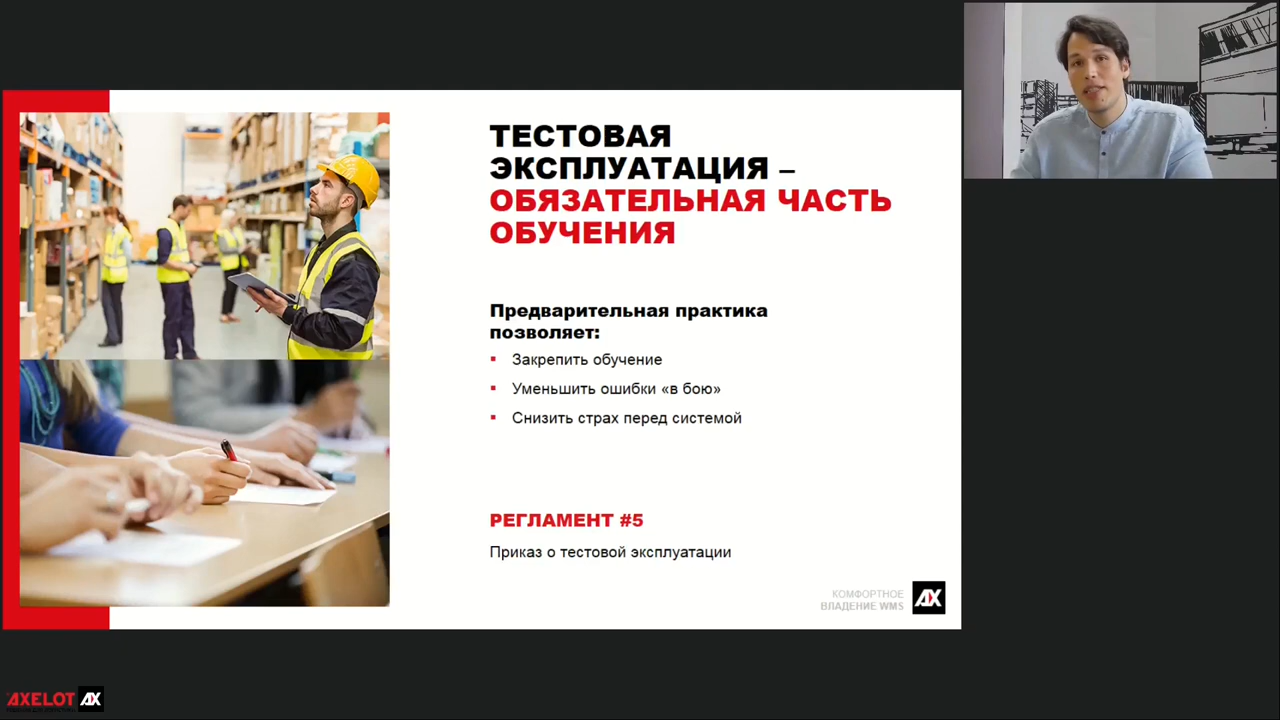 ТЕСТОВАЯ
ЭКСПЛУАТАЦИЯ –
ОБЯЗАТЕЛЬНАЯ ЧАСТЬ
ОБУЧЕНИЯ
Предварительная практика
позволяет:
Закрепить обучение
Уменьшить ошибки «в бою»
Снизить страх перед системой
РЕГЛАМЕНТ #5
Приказ о тестовой эксплуатации
КОМФОРТНОЕ
ВЛАДЕНИЕ WMS
AX
AXELOT AX